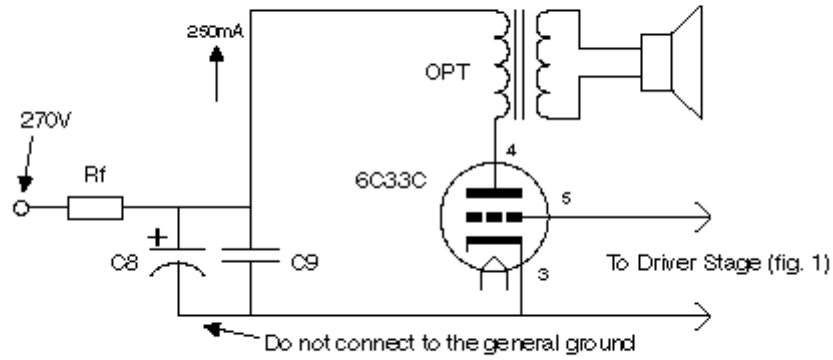 250mA
OPT
270V
4
6C33C
Rf
5
+
C8
C9
3
To Driver Stage (fig. 1)
Do not connect to the general ground